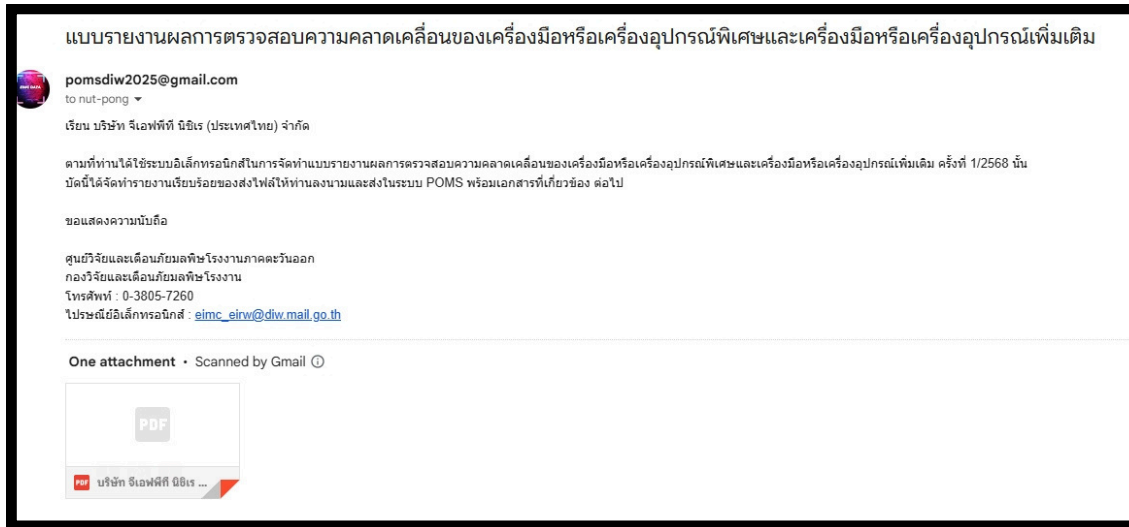 แบบรายงานผลการตรวจสอบความคลาดเคลื่อนของเครื่องมือหรือเครื่องอุปกรณ์พิเศษและเครื่องมือหรือเครื่องอุปกรณ์เพิ่มเติม
pomsdiw2025@gmail.com
to nut-pong
เรียน บริษัท จีเอฟพีที นิชิเร (ประเทศไทย) จำกัด
ตามที่ท่านได้ใช้ระบบอิเล็กทรอนิกส์ในการจัดทำแบบรายงานผลการตรวจสอบความคลาดเคลื่อนของเครื่องมือหรือเครื่องอุปกรณ์พิเศษและเครื่องมือหรือเครื่องอุปกรณ์เพิ่มเติม ครั้งที่ 1/2568 นั้น
บัดนี้ได้จัดทำรายงานเรียบร้อยของส่งไฟล์ให้ท่านลงนามและส่งในระบบ POMS พร้อมเอกสารที่เกี่ยวข้อง ต่อไป
ขอแสดงความนับถือ
ศูนย์วิจัยและเตือนภัยมลพิษโรงงานภาคตะวันออก
กองวิจัยและเตือนภัยมลพิษโรงงาน
โทรศัพท์ : 0-3805-7260
ไปรษณีย์อิเล็กทรอนิกส์ : eimc_eirw@diw.mail.go.th
One attachment • Scanned by Gmail
PDF
PDF บริษัท จีเอฟพีที นิชิเร ...